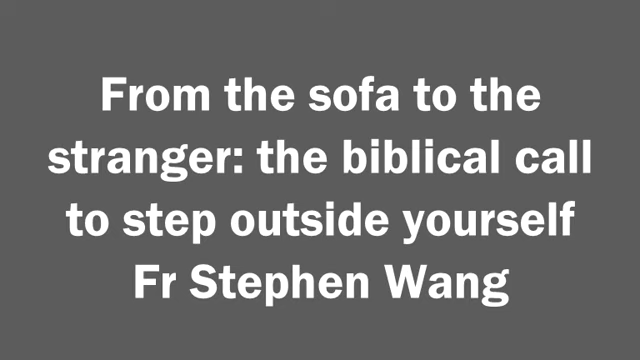 From the sofa to the
stranger: the biblical call
to step outside yourself
Fr Stephen Wang